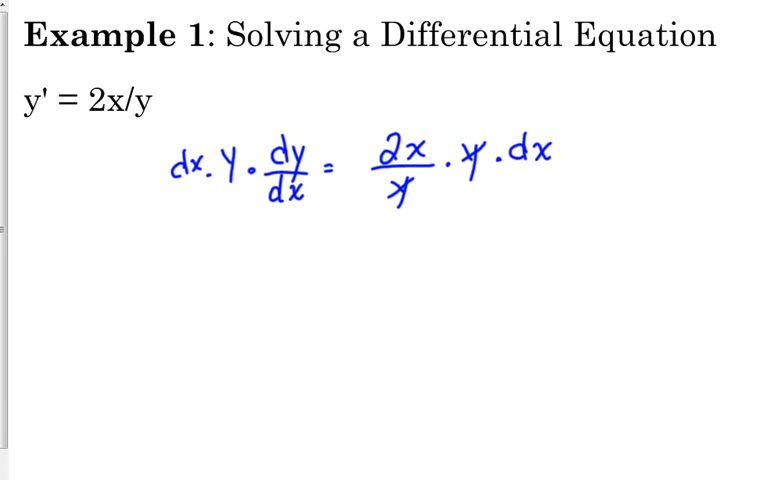 Example 1: Solving a Differential Equation
y' = 2x/y
dx · y · dy/dx = 2x/y · y · dx